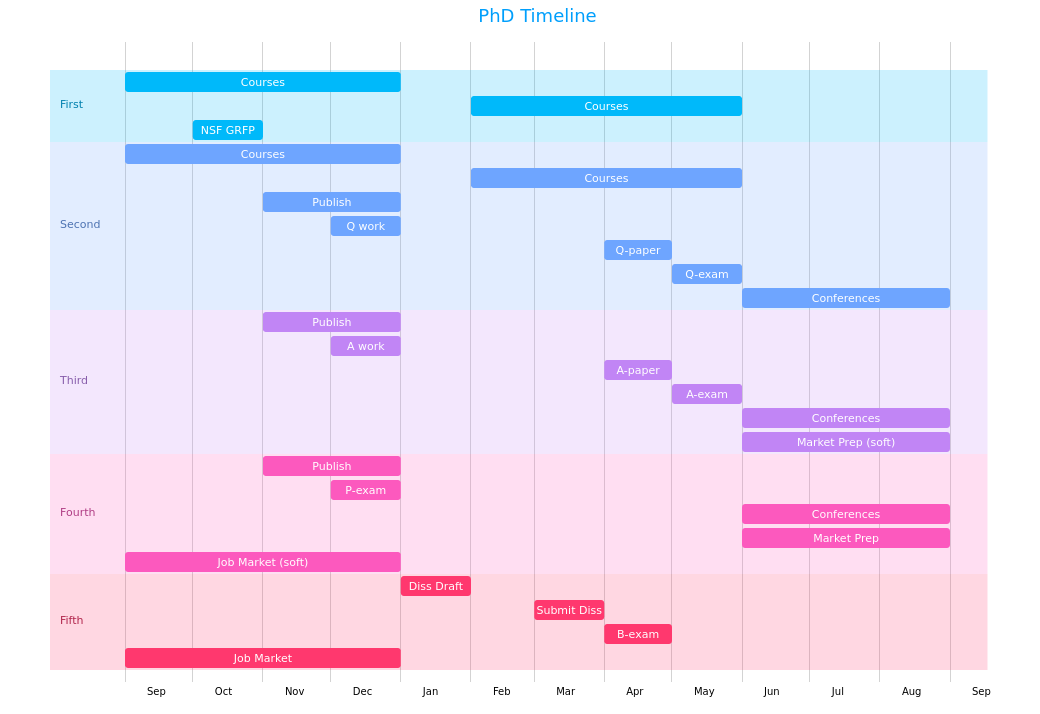 PhD Timeline
First
Courses
Courses
NSF GRFP
Second
Courses
Courses
Publish
Q work
Q-paper
Q-exam
Conferences
Third
Publish
A work
A-paper
A-exam
Conferences
Market Prep (soft)
Fourth
Publish
P-exam
Conferences
Market Prep
Job Market (soft)
Fifth
Diss Draft
Submit Diss
B-exam
Job Market
Sep Oct Nov Dec Jan Feb Mar Apr May Jun Jul Aug Sep